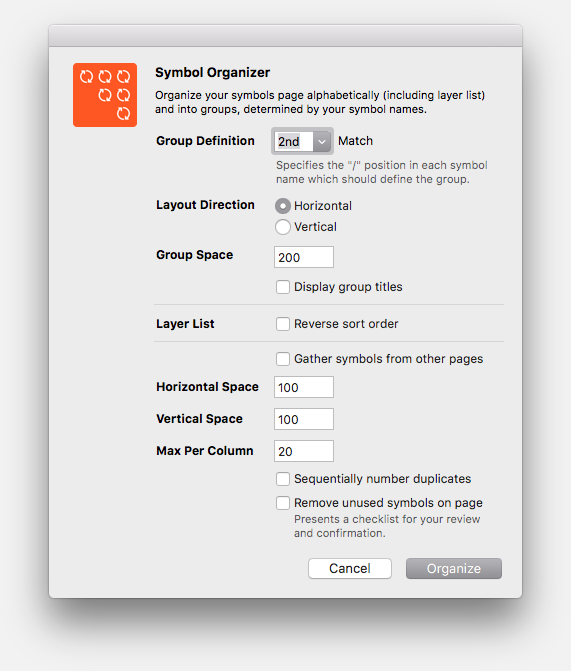 Symbol Organizer
Organize your symbols page alphabetically (including layer list)
and into groups, determined by your symbol names.
Group Definition 2nd Match
Specifies the "/" position in each symbol
name which should define the group.
Layout Direction Horizontal
Vertical
Group Space 200
Display group titles
Layer List Reverse sort order
Gather symbols from other pages
Horizontal Space 100
Vertical Space 100
Max Per Column 20
Sequentially number duplicates
Remove unused symbols on page
Presents a checklist for your review
and confirmation.
Cancel Organize